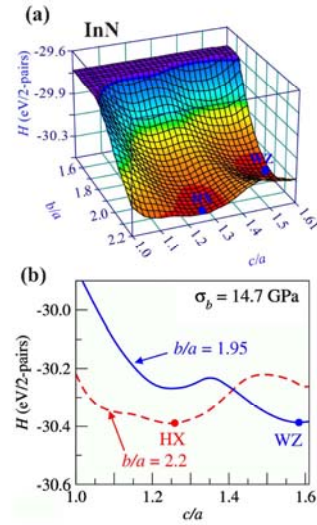 (a)
InN
-29.6
-29.9
-30.3
H (eV/2-pairs)
WZ
HX
1.6
1.8
2.0
2.2
b/a
1.0
1.1
1.2
1.3
1.4
1.5
1.61
c/a
(b)
σb = 14.7 GPa
-30.0
-30.2
-30.4
-30.6
H (eV/2-pairs)
b/a = 1.95
HX
WZ
b/a = 2.2
1.0 1.2 1.4 1.6
c/a